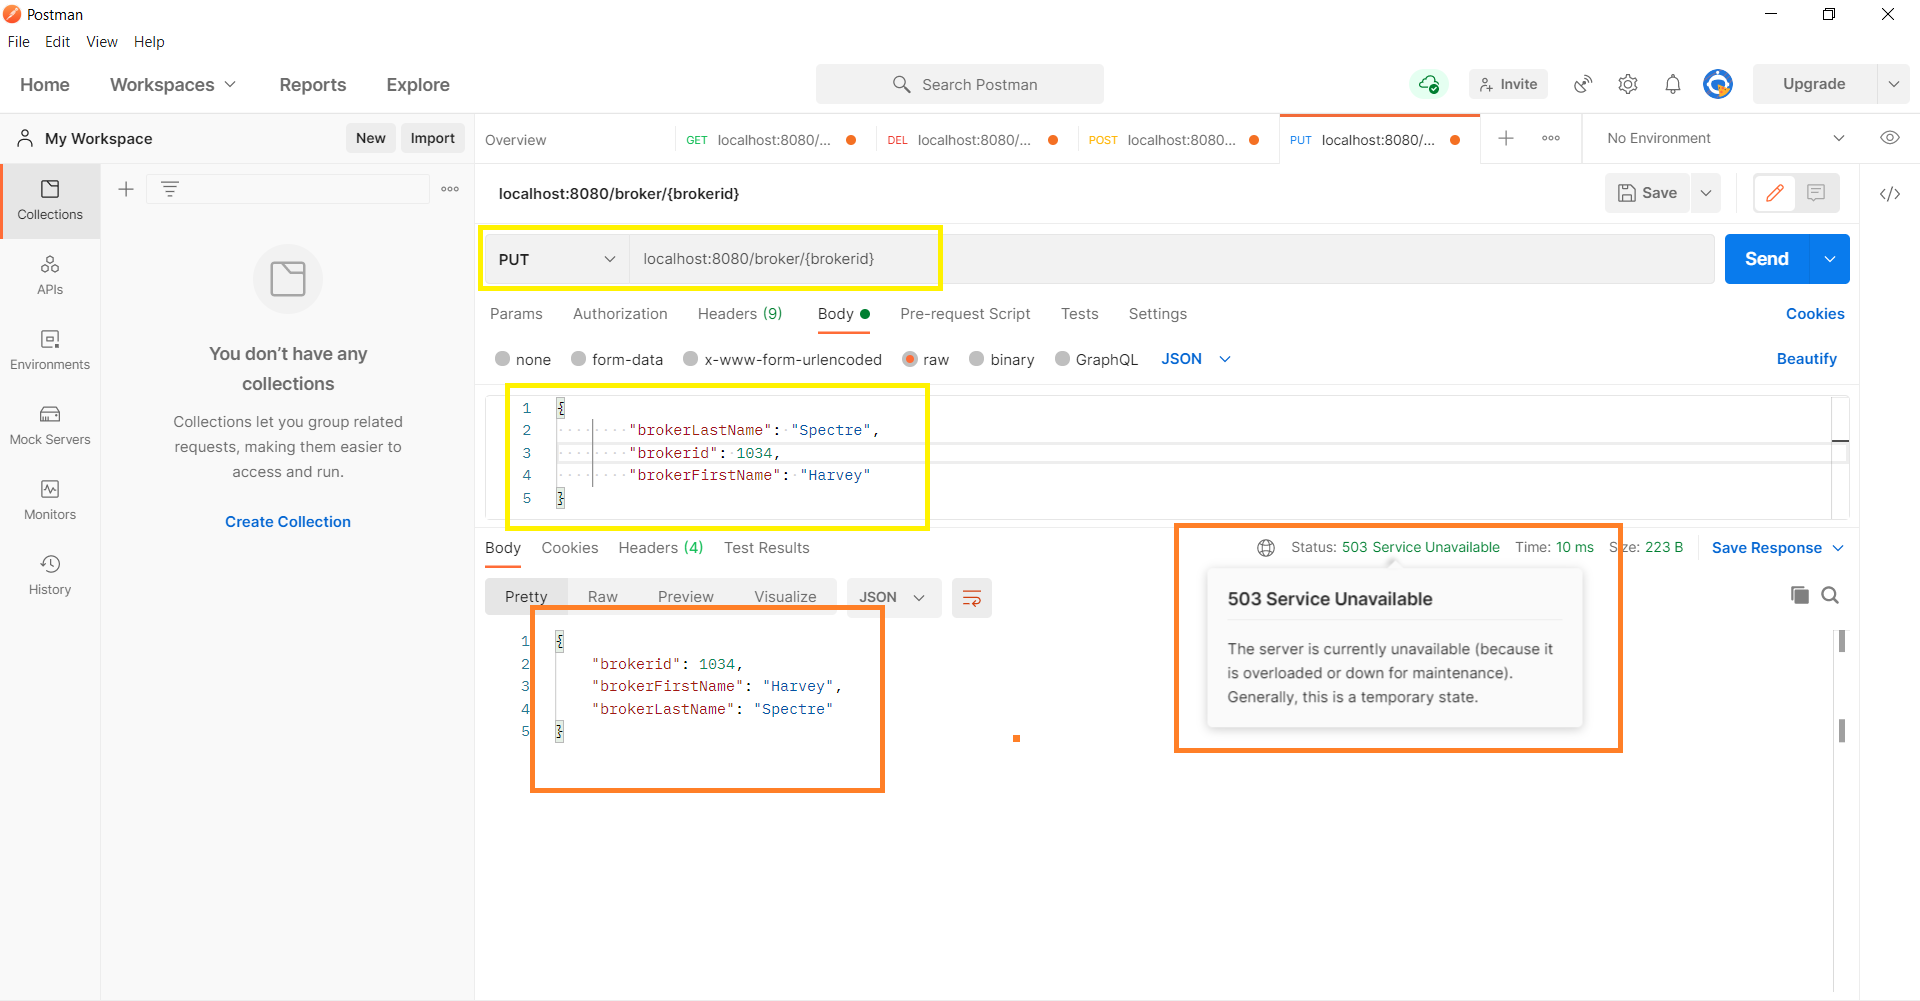 Postman
File Edit View Help
Home Workspaces Reports Explore Search Postman Invite Upgrade
My Workspace New Import Overview GET localhost:8080/... DEL localhost:8080/... POST localhost:8080... PUT localhost:8080/... No Environment
Collections
APIs
Environments
Mock Servers
Monitors
History
You don’t have any
collections
Collections let you group related
requests, making them easier to
access and run.
Create Collection
localhost:8080/broker/{brokerid} Save
PUT localhost:8080/broker/{brokerid} Send
Params Authorization Headers (9) Body Pre-request Script Tests Settings Cookies
none form-data x-www-form-urlencoded raw binary GraphQL JSON Beautify
1 {
2 "brokerLastName": "Spectre",
3 "brokerid": 1034,
4 "brokerFirstName": "Harvey"
5 }
Body Cookies Headers (4) Test Results Status: 503 Service Unavailable Time: 10 ms Size: 223 B Save Response
Pretty Raw Preview Visualize JSON
1 {
2 "brokerid": 1034,
3 "brokerFirstName": "Harvey",
4 "brokerLastName": "Spectre"
5 }
503 Service Unavailable
The server is currently unavailable (because it
is overloaded or down for maintenance).
Generally, this is a temporary state.